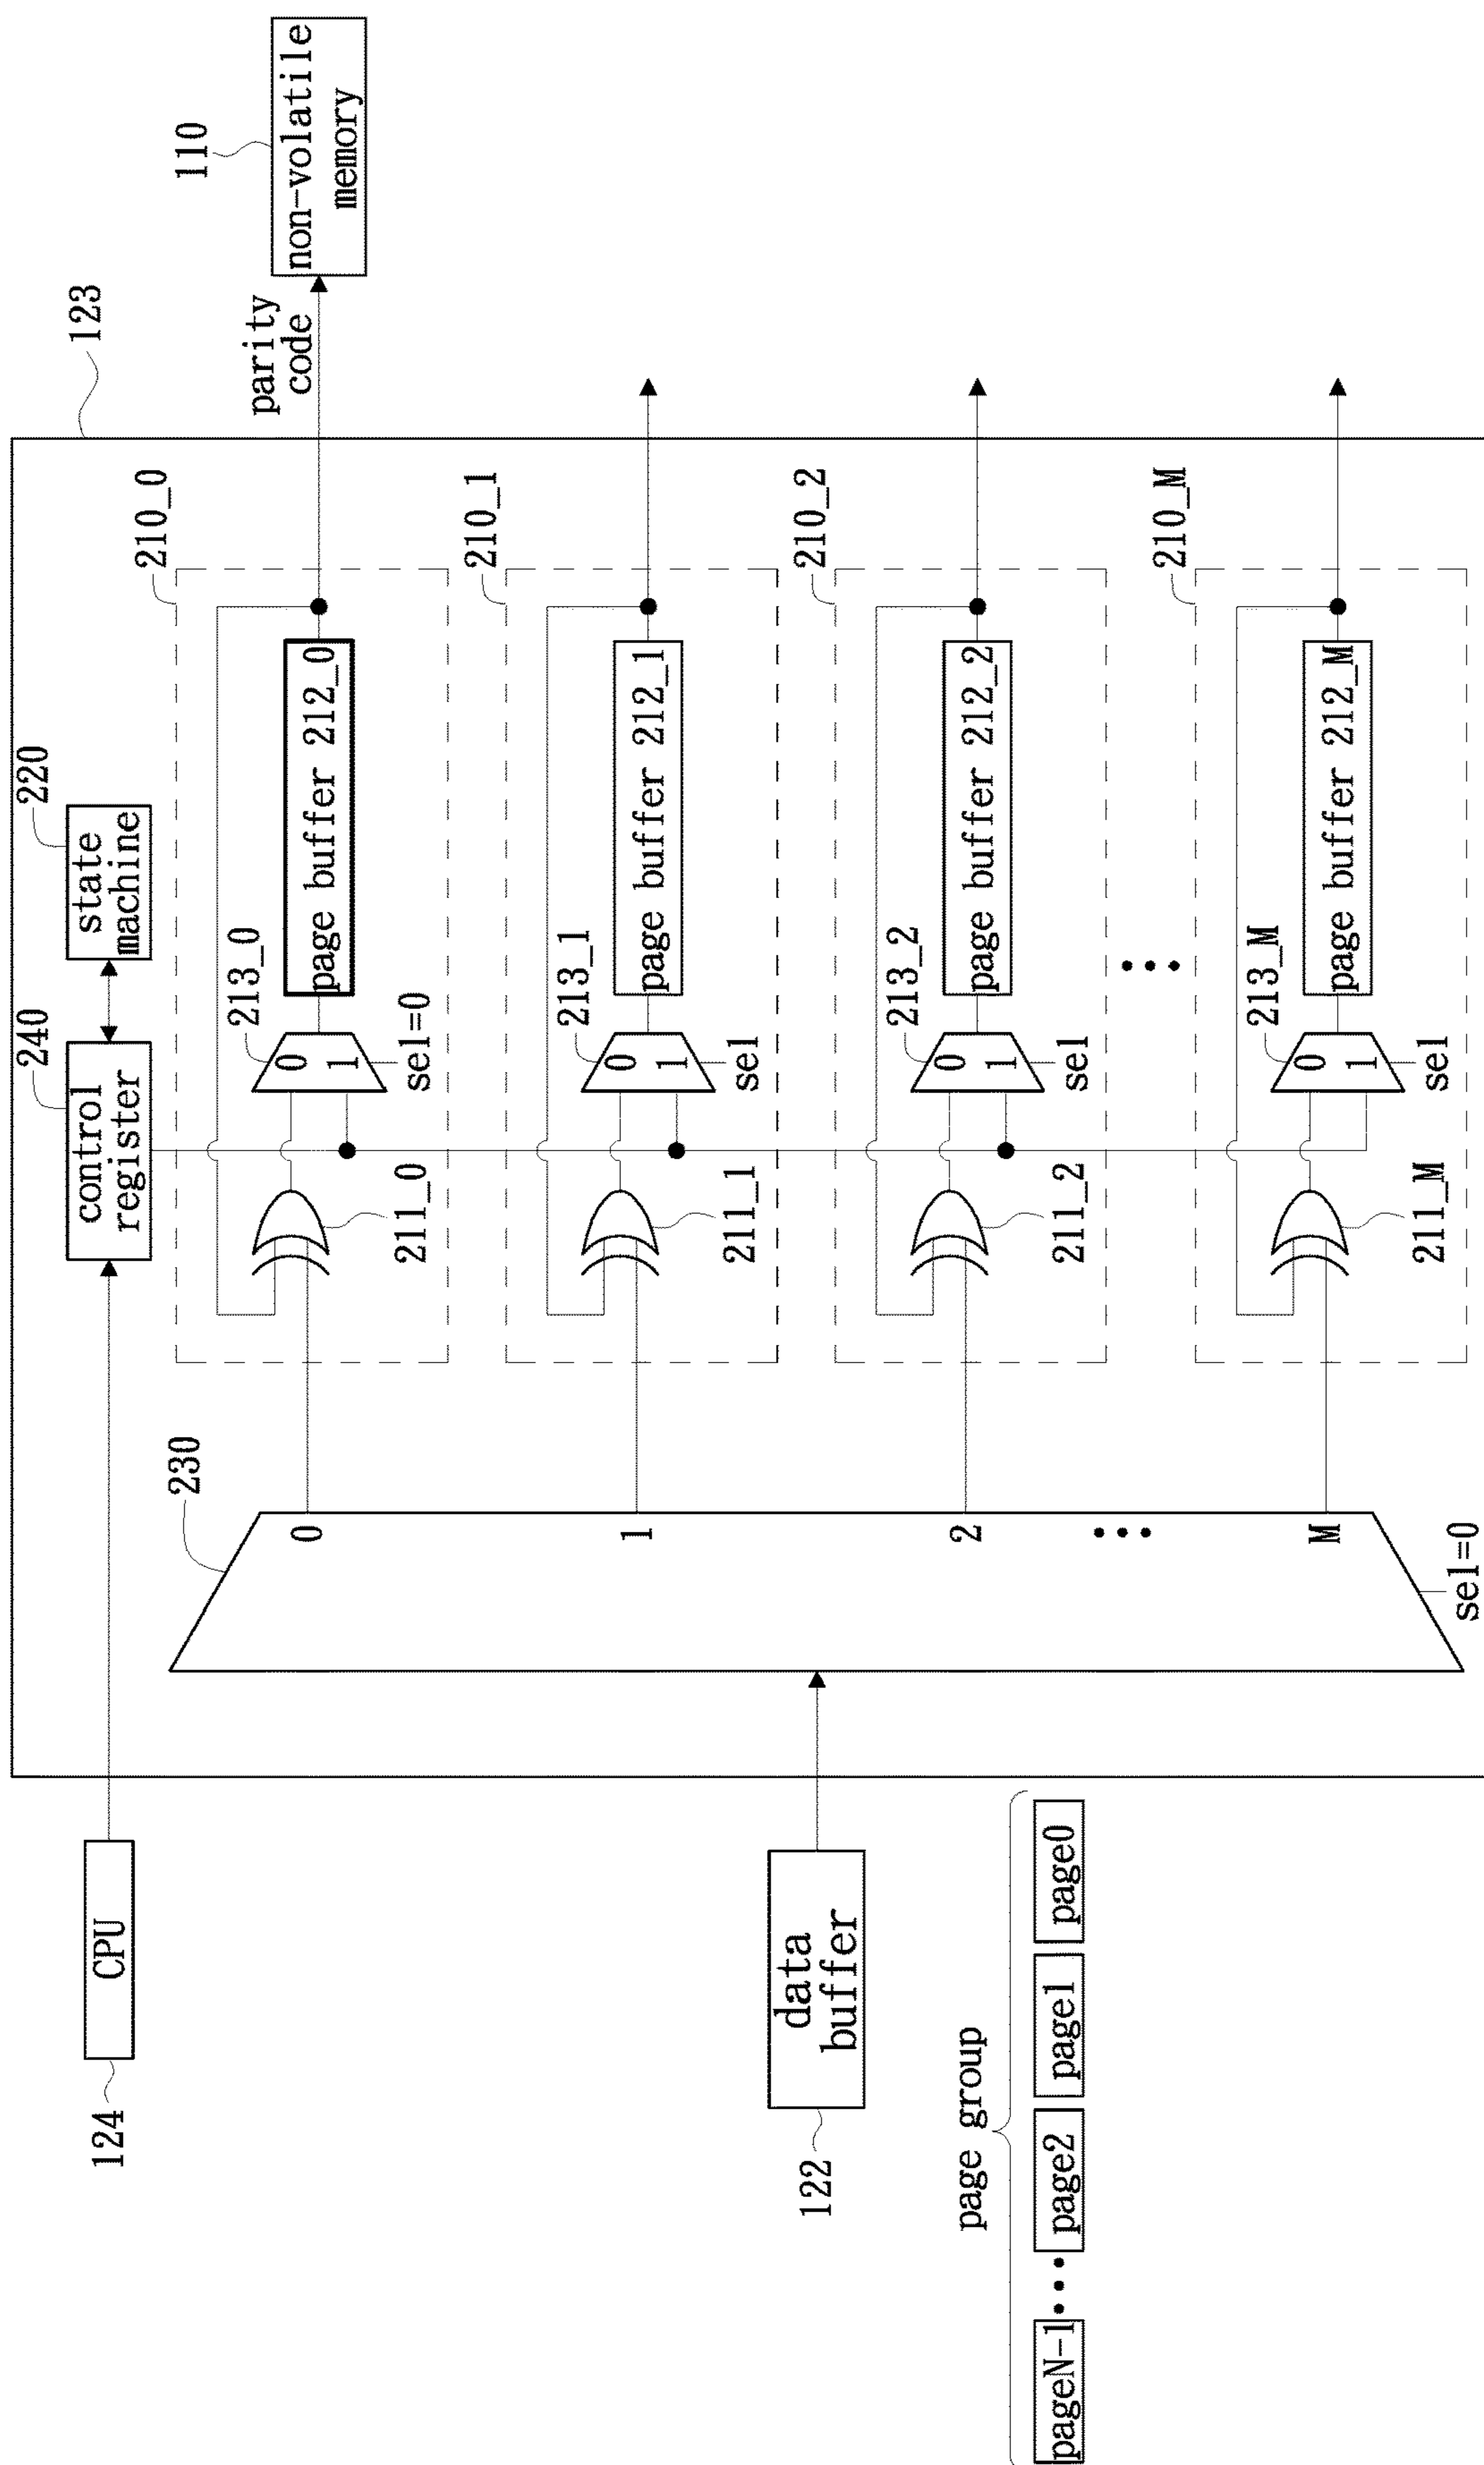 124
CPU
240
control
register
220
state
machine
123
110
non-volatile
memory
parity
code
230
0
1
2
M
sel=0
122
data
buffer
page group
pageN-1
page2
page1
page0
210_0
211_0
213_0
0
1
sel=0
page buffer 212_0
210_1
211_1
213_1
0
1
sel
page buffer 212_1
210_2
211_2
213_2
0
1
sel
page buffer 212_2
210_M
211_M
213_M
0
1
sel
page buffer 212_M